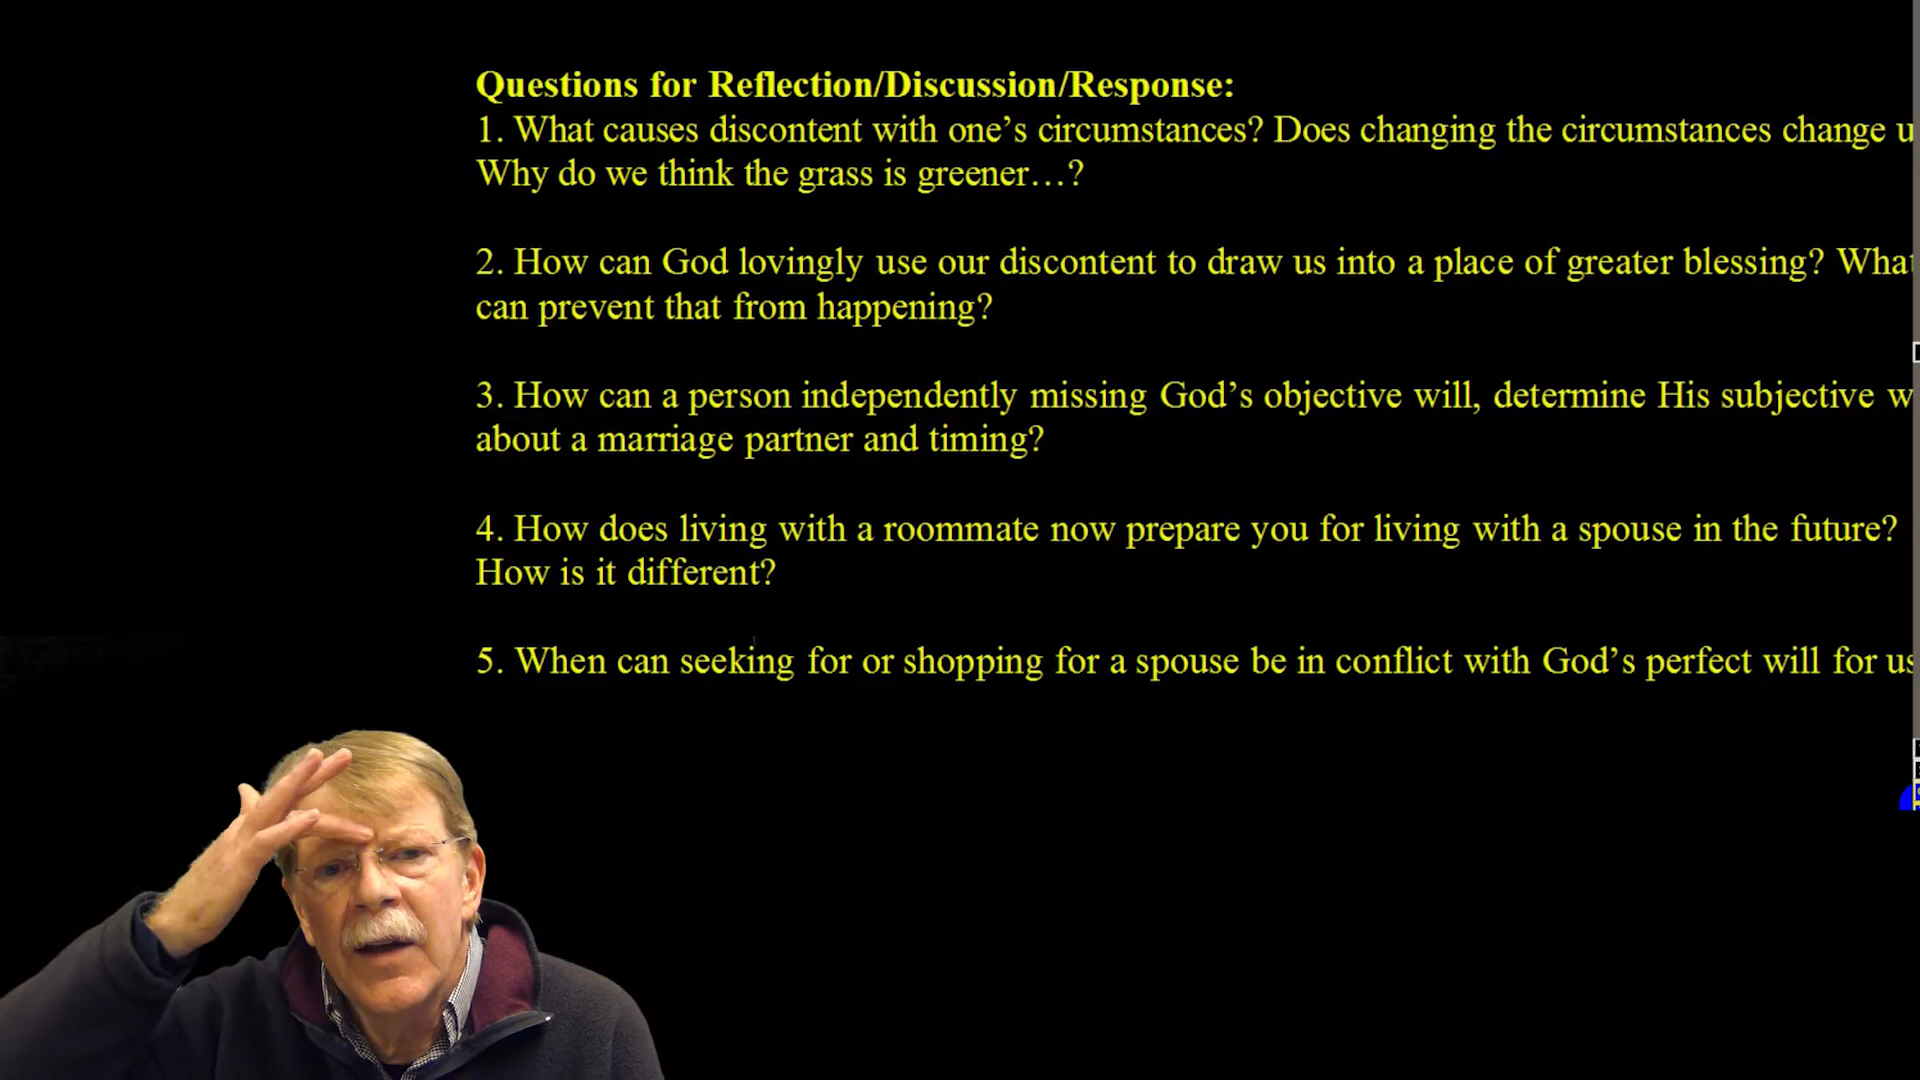 Questions for Reflection/Discussion/Response:
1. What causes discontent with one’s circumstances? Does changing the circumstances change
Why do we think the grass is greener…?
2. How can God lovingly use our discontent to draw us into a place of greater blessing? What
can prevent that from happening?
3. How can a person independently missing God’s objective will, determine His subjective
about a marriage partner and timing?
4. How does living with a roommate now prepare you for living with a spouse in the future?
How is it different?
5. When can seeking for or shopping for a spouse be in conflict with God’s perfect will for us